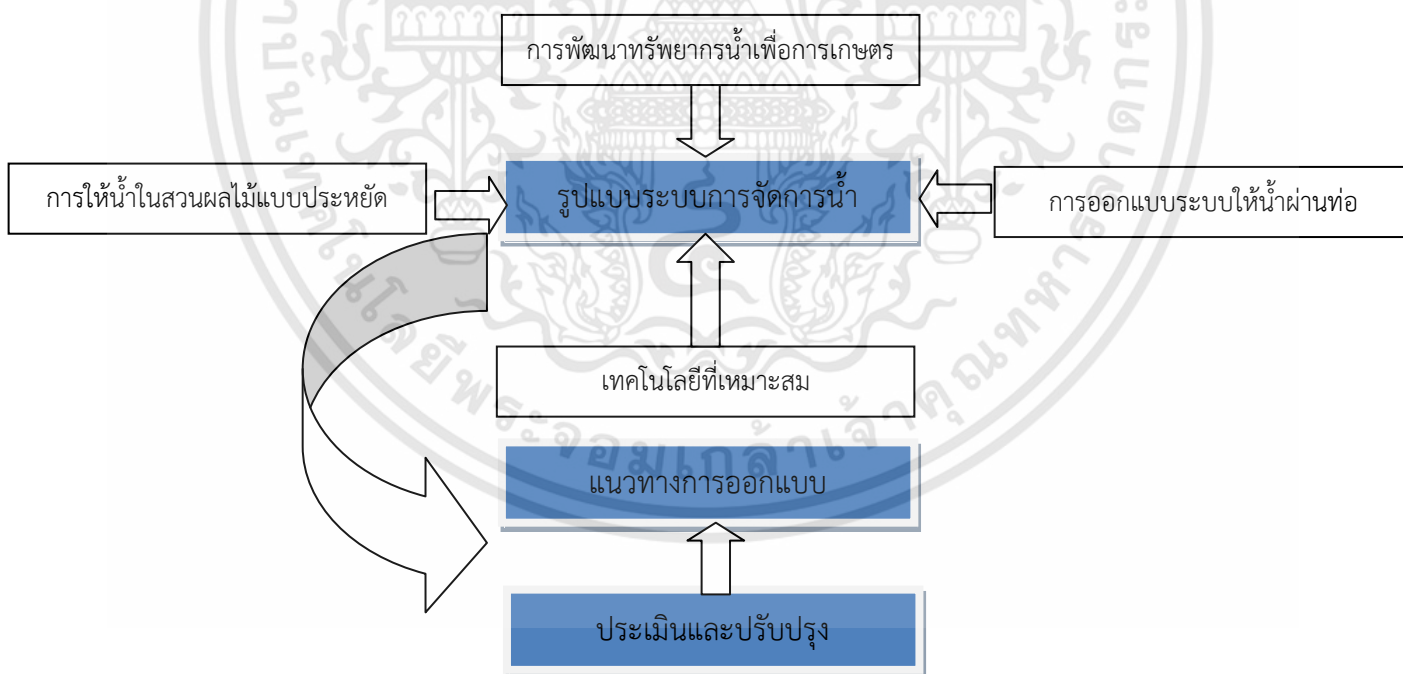 การพัฒนาทรัพยากรน้ำเพื่อการเกษตร
การให้น้ำในสวนผลไม้แบบประหยัด
รูปแบบระบบการจัดการน้ำ
การออกแบบระบบให้น้ำผ่านท่อ
เทคโนโลยีที่เหมาะสม
แนวทางการออกแบบ
ประเมินและปรับปรุง